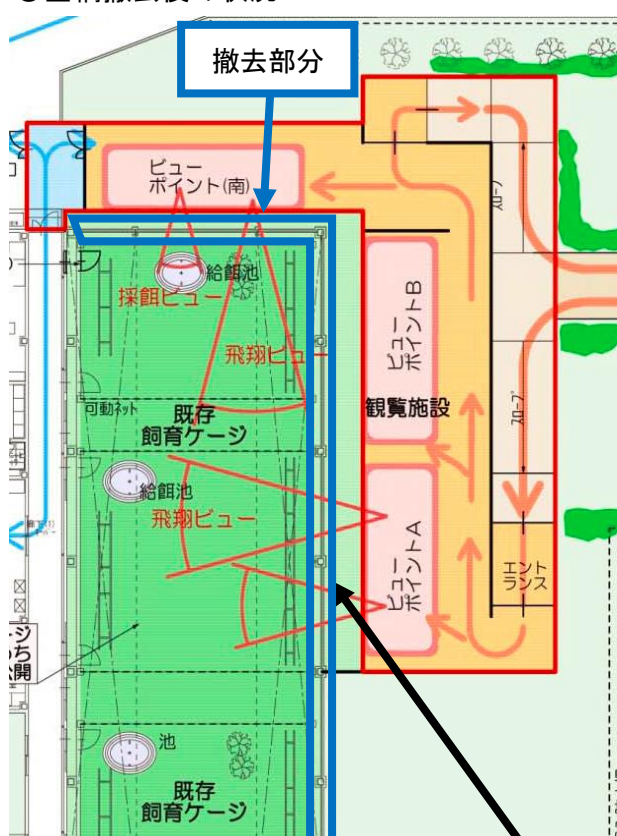 撤去部分
ビュー
ポイント(南)
給餌池
採餌ビュー
飛翔ビュー
可動ネット
既存
飼育ケージ
ビュー
ポイントB
観覧施設
スロープ
スロープ
給餌池
飛翔ビュー
ビュー
ポイントA
エント
ランス
池
既存
飼育ケージ